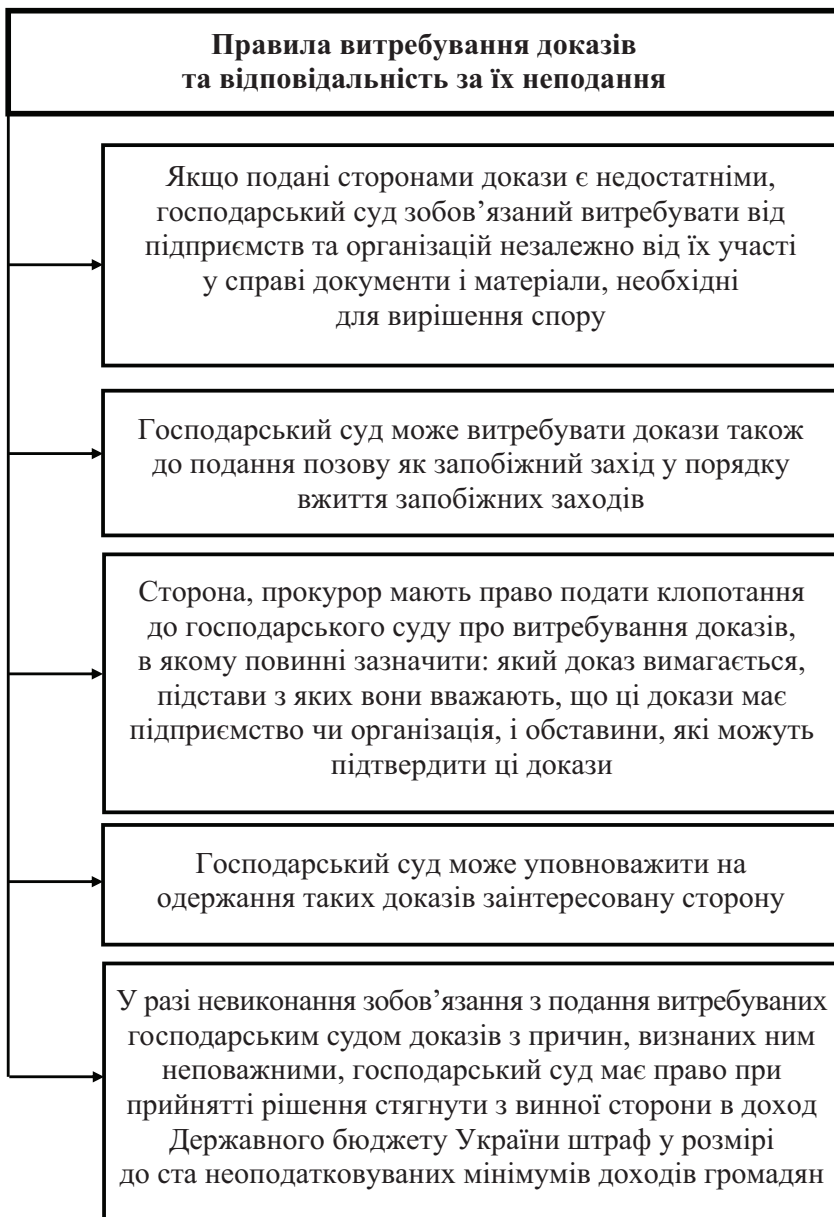 Правила витребування доказів
та відповідальність за їх неподання
Якщо подані сторонами докази є недостатніми,
господарський суд зобов’язаний витребувати від
підприємств та організацій незалежно від їх участі
у справі документи і матеріали, необхідні
для вирішення спору
Господарський суд може витребувати докази також
до подання позову як запобіжний захід у порядку
вжиття запобіжних заходів
Сторона, прокурор мають право подати клопотання
до господарського суду про витребування доказів,
в якому повинні зазначити: який доказ вимагається,
підстави з яких вони вважають, що ці докази має
підприємство чи організація, і обставини, які можуть
підтвердити ці докази
Господарський суд може уповноважити на
одержання таких доказів заінтересовану сторону
У разі невиконання зобов’язання з подання витребуваних
господарським судом доказів з причин, визнаних ним
неповажними, господарський суд має право при
прийнятті рішення стягнути з винної сторони в доход
Державного бюджету України штраф у розмірі
до ста неоподатковуваних мінімумів доходів громадян